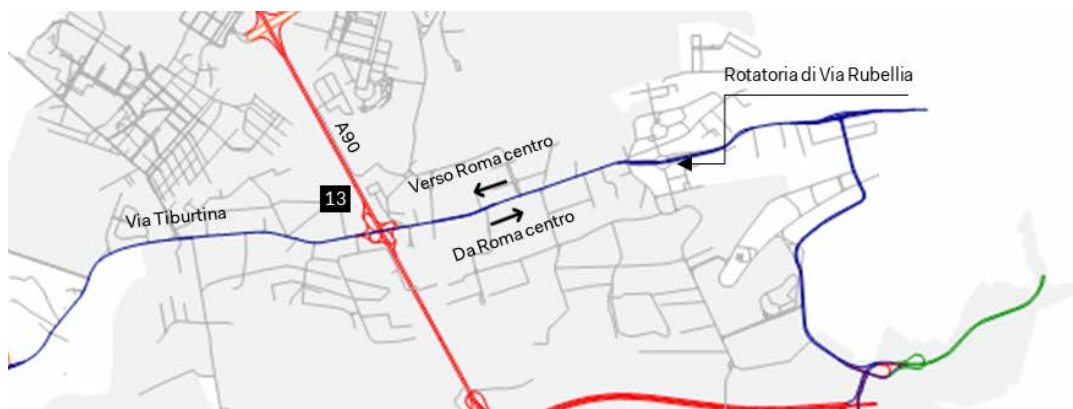 Rotatoria di Via Rubellia
A90
Verso Roma centro
13
Via Tiburtina
Da Roma centro